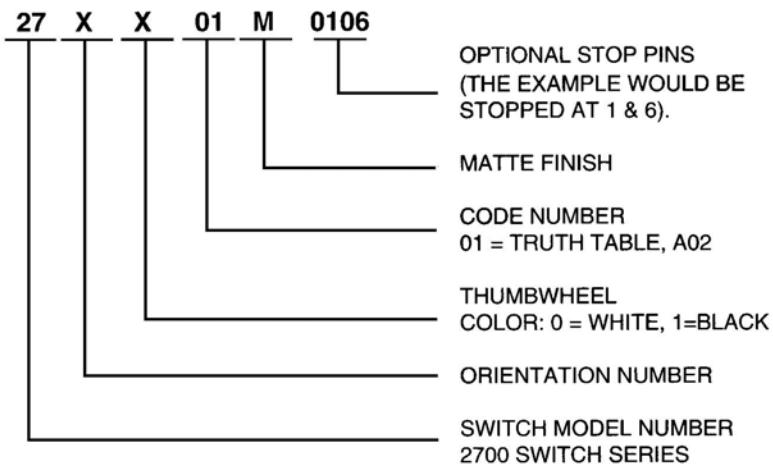 27 X X 01 M 0106
OPTIONAL STOP PINS
(THE EXAMPLE WOULD BE
STOPPED AT 1 & 6).
MATTE FINISH
CODE NUMBER
01 = TRUTH TABLE, A02
THUMBWHEEL
COLOR: 0 = WHITE, 1=BLACK
ORIENTATION NUMBER
SWITCH MODEL NUMBER
2700 SWITCH SERIES